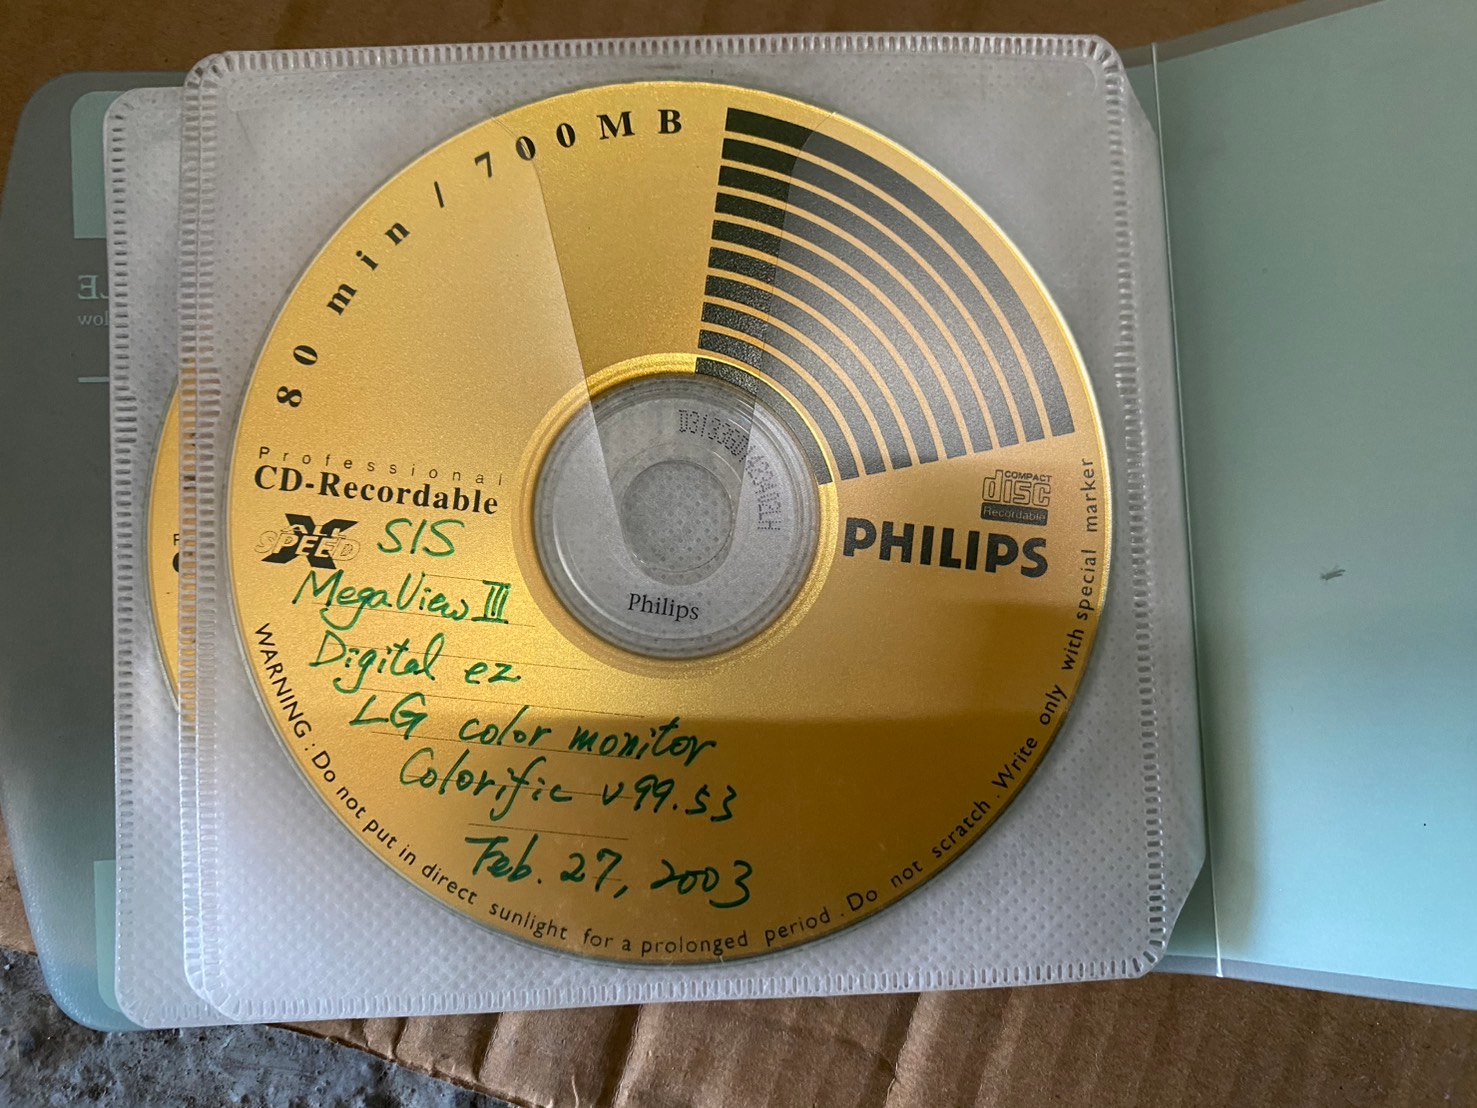 80 min / 700MB
Professional
CD-Recordable
X SPEED
SIS
MegaView III
Digital ez
LG color monitor
Colorific v99.53
Feb. 27, 2003
COMPACT
disc
Recordable
PHILIPS
Philips
WARNING : Do not put in direct sunlight for a prolonged period . Do not scratch . Write only with special marker